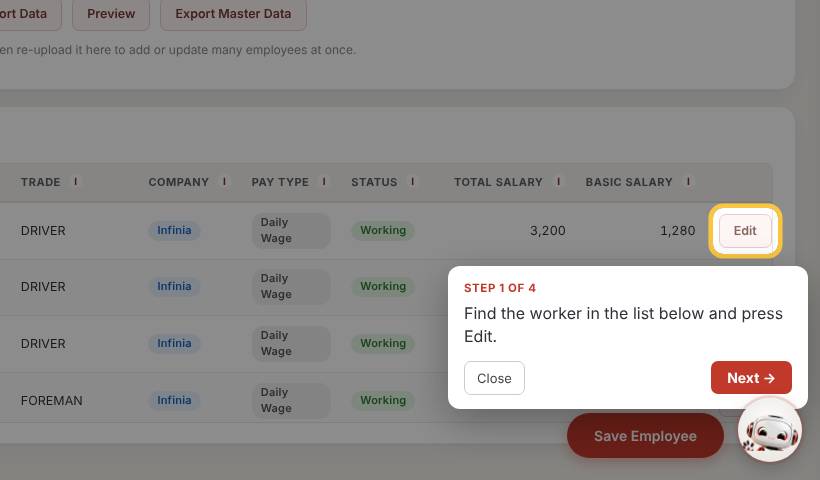 ort Data Preview Export Master Data
en re-upload it here to add or update many employees at once.
TRADE I COMPANY I PAY TYPE I STATUS I TOTAL SALARY I BASIC SALARY I
DRIVER Infinia Daily Wage Working 3,200 1,280 Edit
DRIVER Infinia Daily Wage Working
DRIVER Infinia Daily Wage Working
FOREMAN Infinia Daily Wage Working
STEP 1 OF 4
Find the worker in the list below and press
Edit.
Close Next →
Save Employee